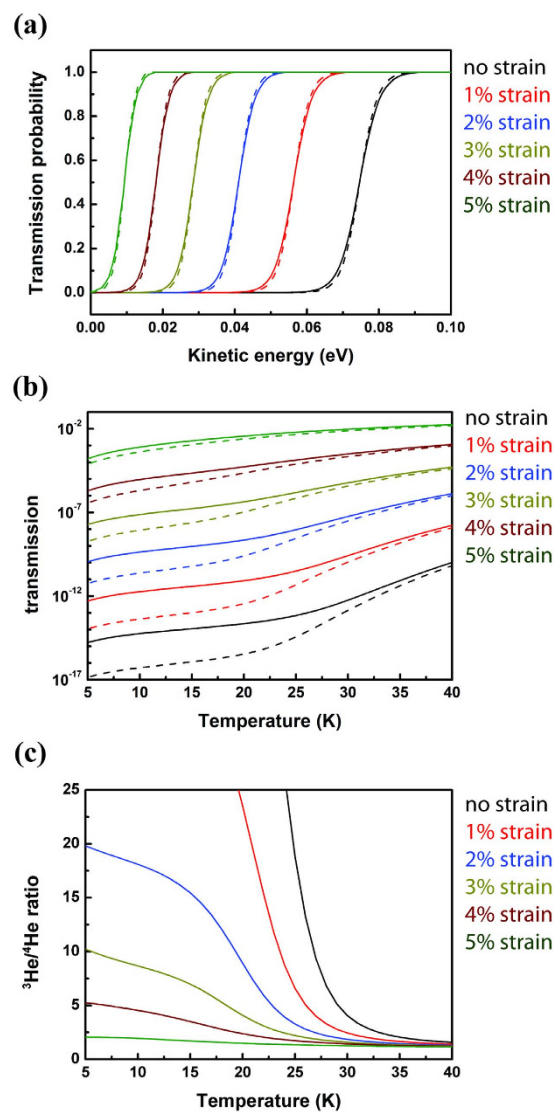 (a)
Transmission probability
1.0
0.8
0.6
0.4
0.2
0.0
0.00 0.02 0.04 0.06 0.08 0.10
Kinetic energy (eV)
no strain
1% strain
2% strain
3% strain
4% strain
5% strain
(b)
transmission
10⁻²
10⁻⁷
10⁻¹²
10⁻¹⁷
5 10 15 20 25 30 35 40
Temperature (K)
no strain
1% strain
2% strain
3% strain
4% strain
5% strain
(c)
³He/⁴He ratio
25
20
15
10
5
0
5 10 15 20 25 30 35 40
Temperature (K)
no strain
1% strain
2% strain
3% strain
4% strain
5% strain